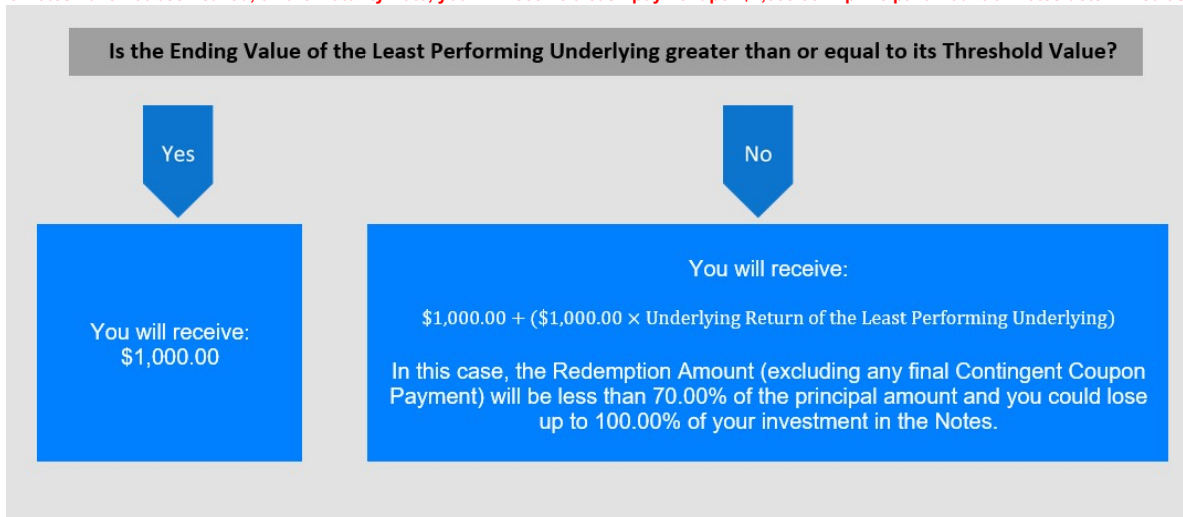 Is the Ending Value of the Least Performing Underlying greater than or equal to its Threshold Value?
Yes
No
You will receive:
$1,000.00
You will receive:
$1,000.00 + ($1,000.00 × Underlying Return of the Least Performing Underlying)
In this case, the Redemption Amount (excluding any final Contingent Coupon
Payment) will be less than 70.00% of the principal amount and you could lose
up to 100.00% of your investment in the Notes.